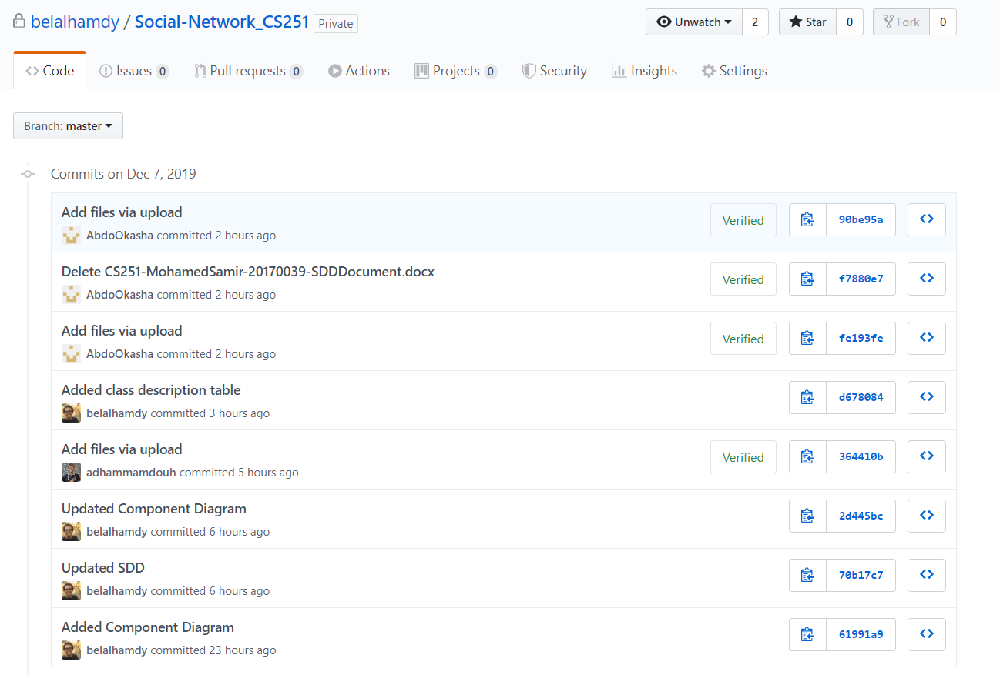 belalhamdy / Social-Network_CS251 Private Unwatch 2 Star 0 Fork 0
Code Issues 0 Pull requests 0 Actions Projects 0 Security Insights Settings
Branch: master
Commits on Dec 7, 2019
Add files via upload
AbdoOkasha committed 2 hours ago Verified 90be95a
Delete CS251-MohamedSamir-20170039-SDDDocument.docx
AbdoOkasha committed 2 hours ago Verified f7880e7
Add files via upload
AbdoOkasha committed 2 hours ago Verified fe193fe
Added class description table
belalhamdy committed 3 hours ago d678084
Add files via upload
adhammamdouh committed 5 hours ago Verified 364410b
Updated Component Diagram
belalhamdy committed 6 hours ago 2d445bc
Updated SDD
belalhamdy committed 6 hours ago 70b17c7
Added Component Diagram
belalhamdy committed 23 hours ago 61991a9